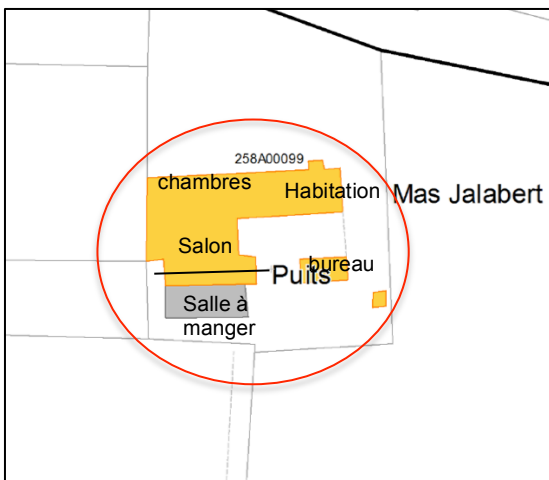 258A00099
chambres
Habitation
Mas Jalabert
Salon
bureau
Puits
Salle à
manger